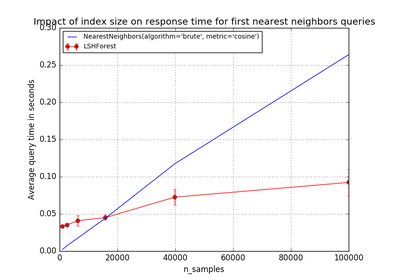 Impact of index size on response time for first nearest neighbors queries
0.30
NearestNeighbors(algorithm='brute', metric='cosine')
LSHForest
0.25
0.20
0.15
0.10
0.05
0.00
Average query time in seconds
0 20000 40000 60000 80000 100000
n_samples